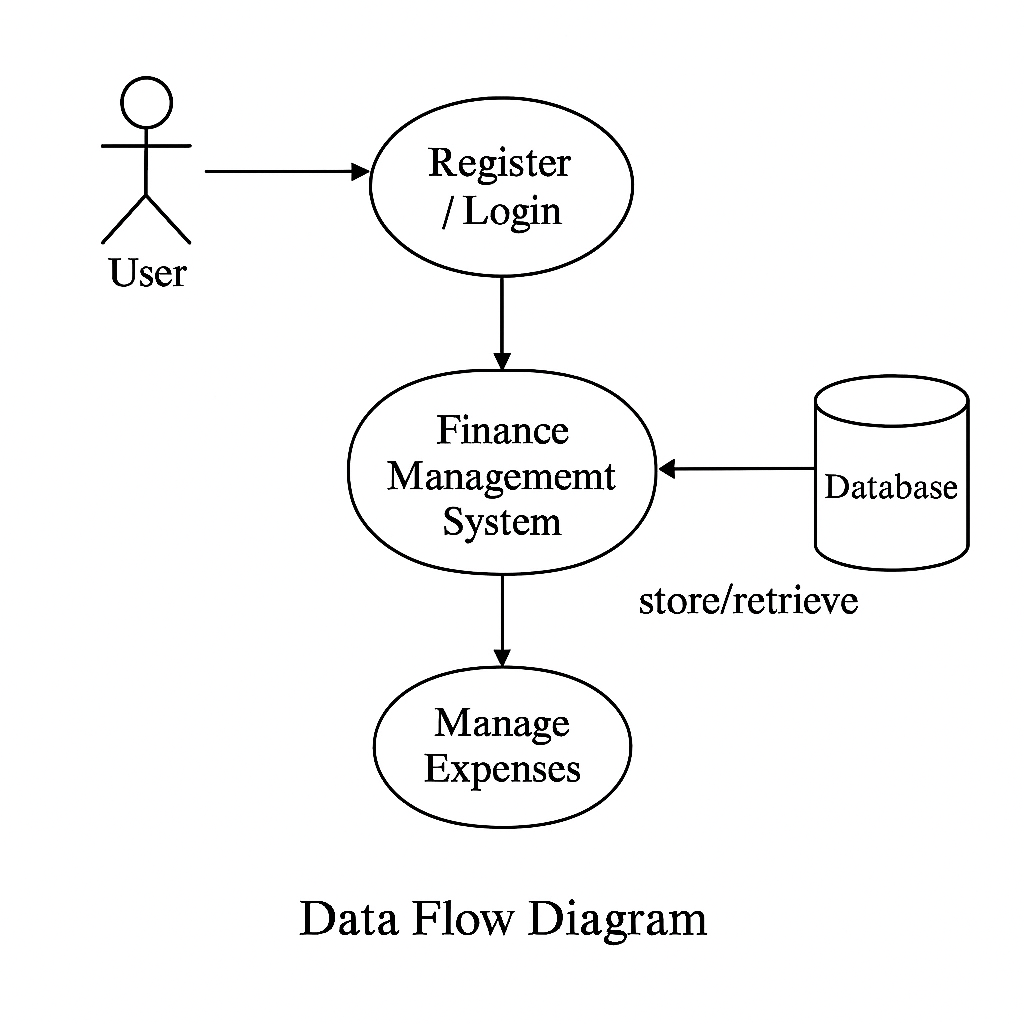 Register
/ Login
User
Finance
Managememt
System
Database
store/retrieve
Manage
Expenses
Data Flow Diagram